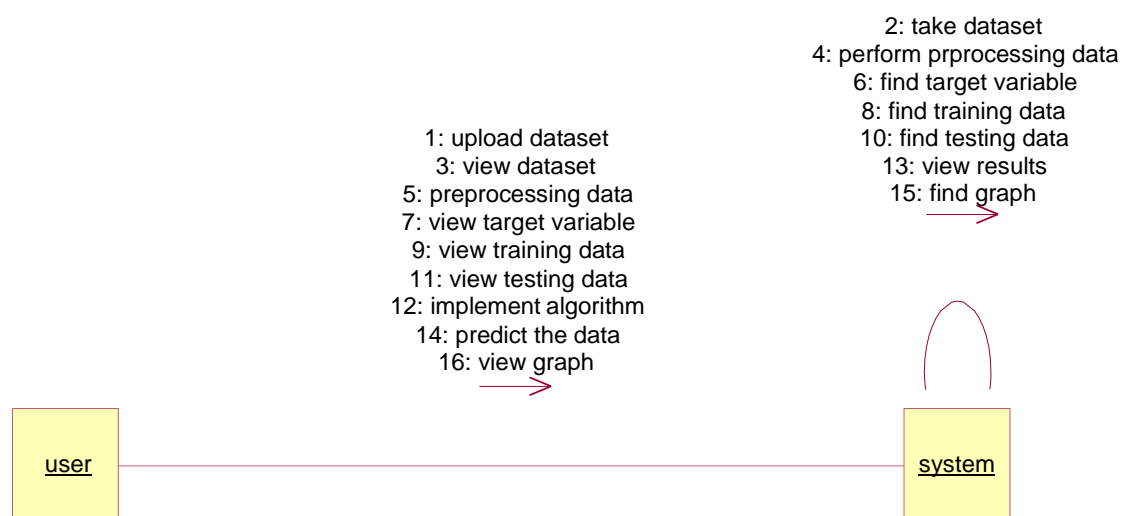 2: take dataset
4: perform prprocessing data
6: find target variable
8: find training data
10: find testing data
13: view results
15: find graph
1: upload dataset
3: view dataset
5: preprocessing data
7: view target variable
9: view training data
11: view testing data
12: implement algorithm
14: predict the data
16: view graph
user
system